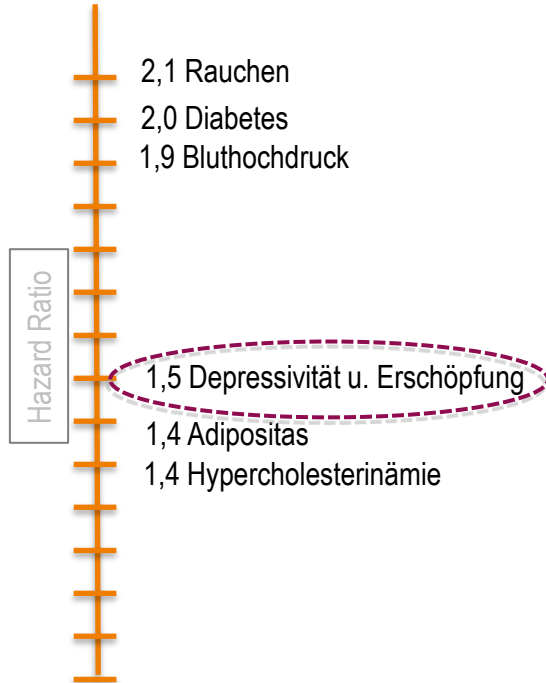 2,1 Rauchen
2,0 Diabetes
1,9 Bluthochdruck
Hazard Ratio
1,5 Depressivität u. Erschöpfung
1,4 Adipositas
1,4 Hypercholesterinämie